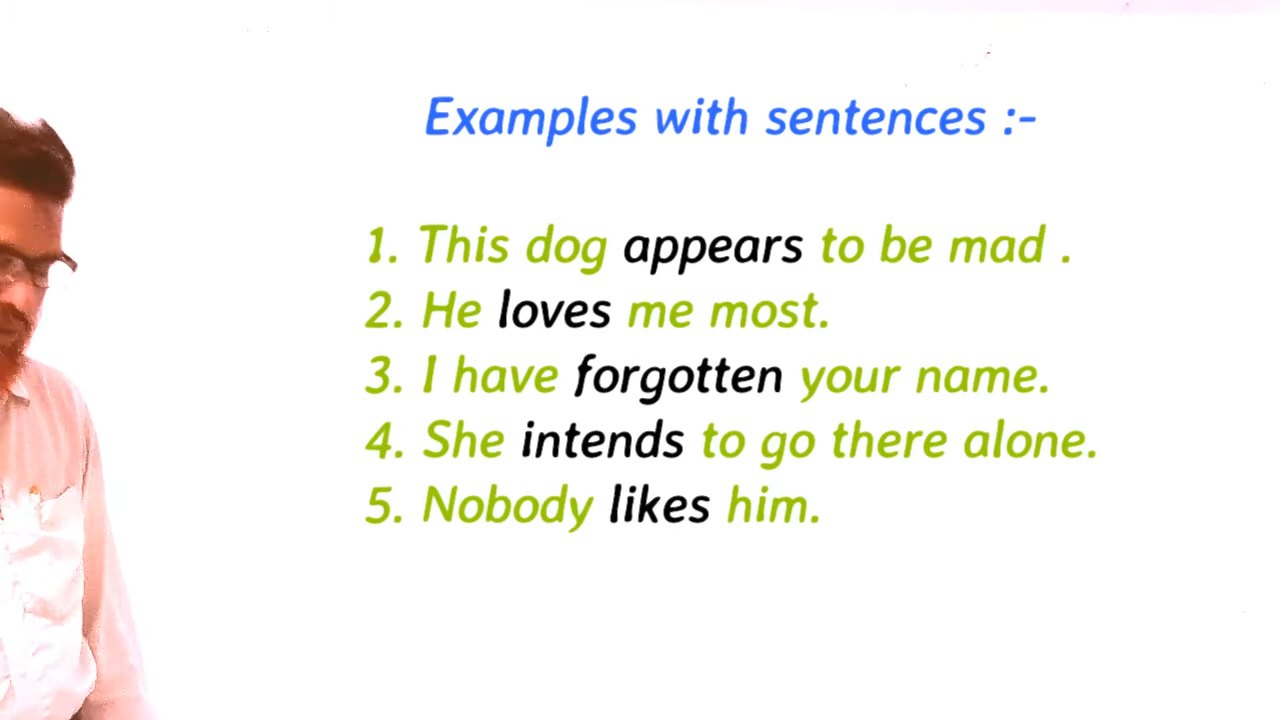 Examples with sentences :-
1. This dog appears to be mad .
2. He loves me most.
3. I have forgotten your name.
4. She intends to go there alone.
5. Nobody likes him.